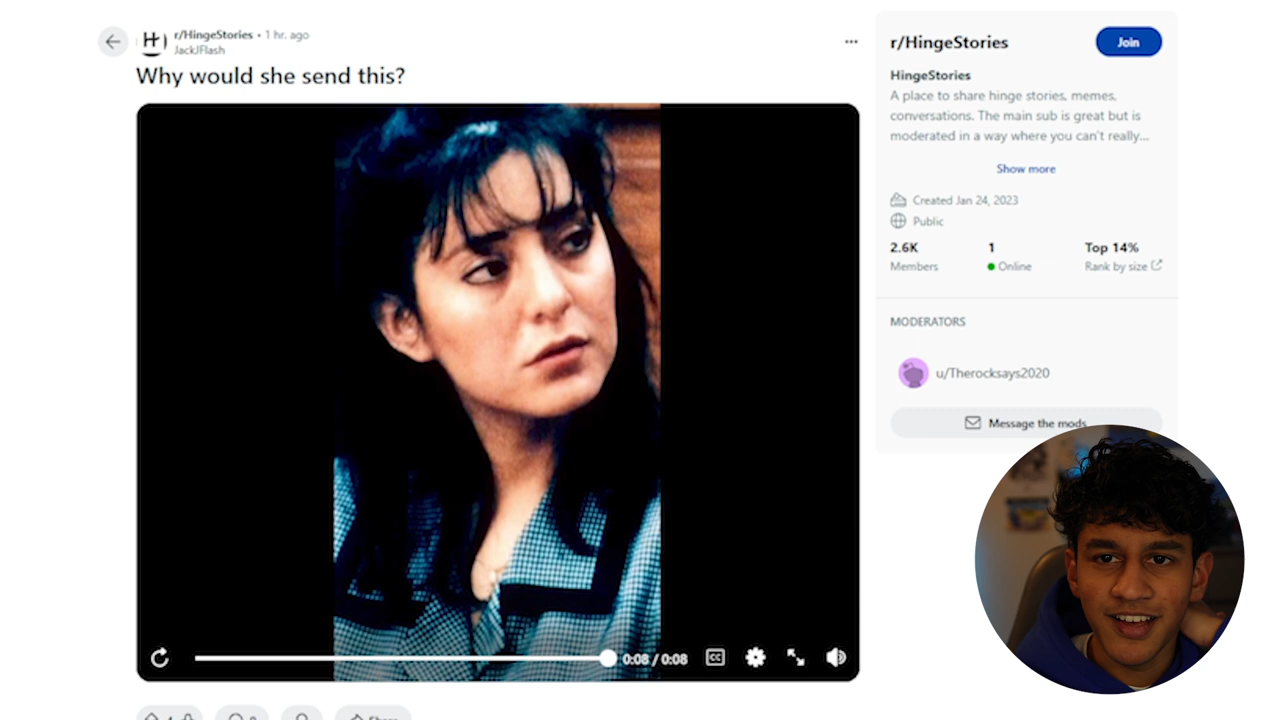 r/HingeStories • 1 hr. ago
JackJFlash
Why would she send this?
0:08 / 0:08
CC
r/HingeStories
Join
HingeStories
A place to share hinge stories, memes,
conversations. The main sub is great but is
moderated in a way where you can't really...
Show more
Created Jan 24, 2023
Public
2.6K
1
Top 14%
Members
Online
Rank by size
MODERATORS
u/Therocksays2020
Message the mods